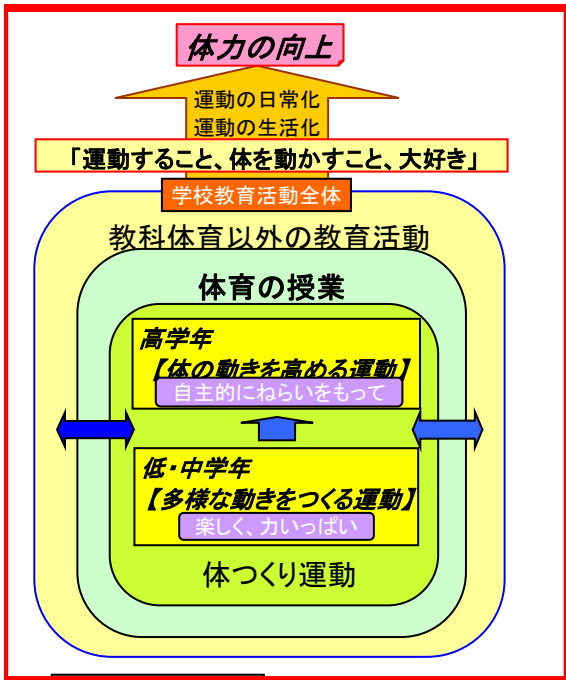 体力の向上
運動の日常化
運動の生活化
「運動すること、体を動かすこと、大好き」
学校教育活動全体
教科体育以外の教育活動
体育の授業
高学年
【体の動きを高める運動】
自主的にねらいをもって
低・中学年
【多様な動きをつくる運動】
楽しく、力いっぱい
体つくり運動